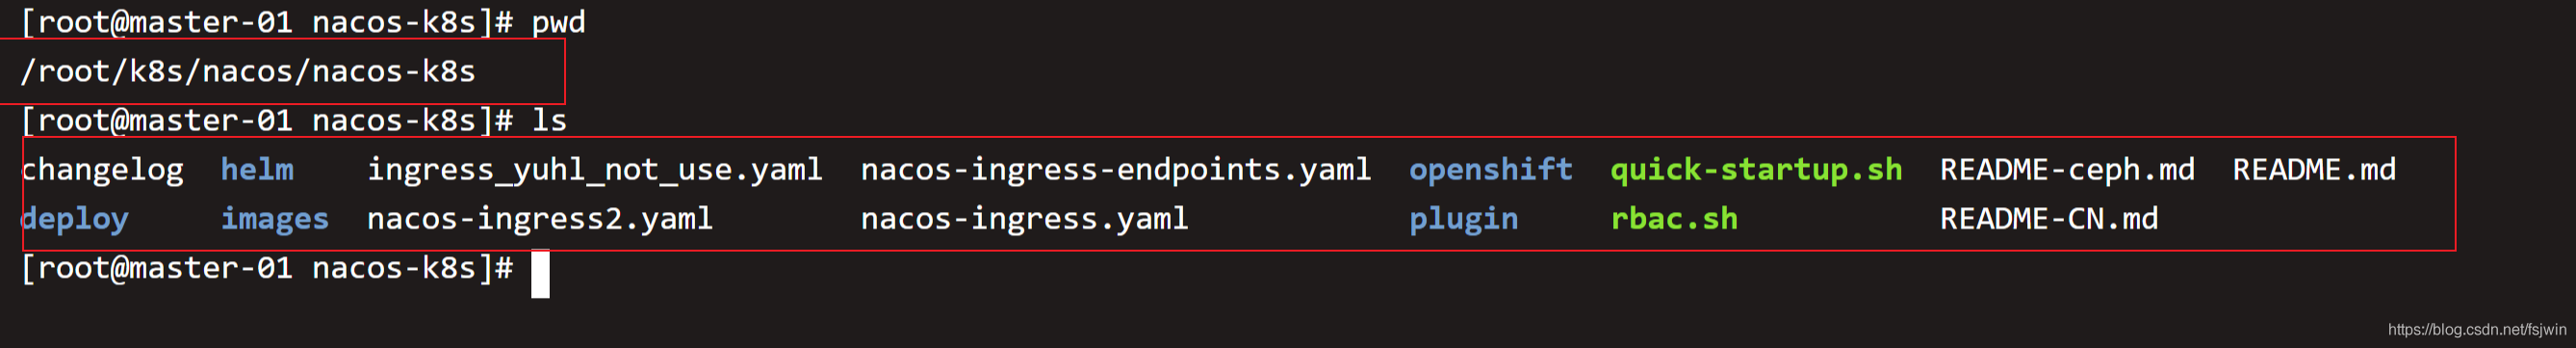 [root@master-01 nacos-k8s]# pwd
/root/k8s/nacos/nacos-k8s
[root@master-01 nacos-k8s]# ls
changelog  helm    ingress_yuhl_not_use.yaml  nacos-ingress-endpoints.yaml  openshift  quick-startup.sh  README-ceph.md  README.md
deploy     images  nacos-ingress2.yaml        nacos-ingress.yaml            plugin     rbac.sh           README-CN.md
[root@master-01 nacos-k8s]#
https://blog.csdn.net/fsjwin